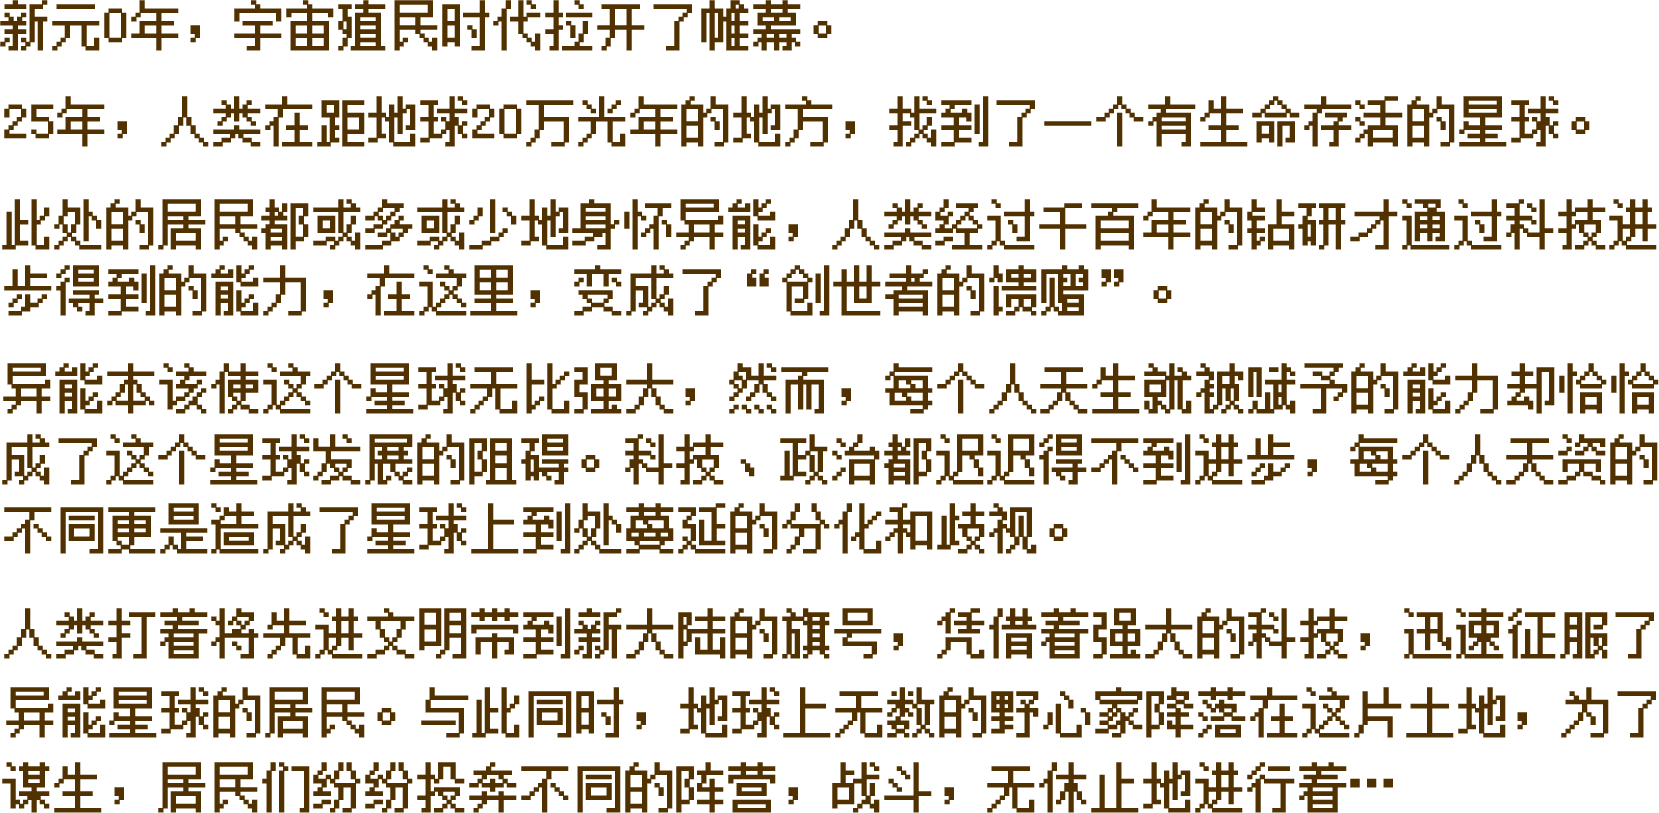 新元0年，宇宙殖民时代拉开了帷幕。
25年，人类在距地球20万光年的地方，找到了一个有生命存活的星球。
此处的居民都或多或少地身怀异能，人类经过千百年的钻研才通过科技进
步得到的能力，在这里，变成了“创世者的馈赠”。
异能本该使这个星球无比强大，然而，每个人天生就被赋予的能力却恰恰
成了这个星球发展的阻碍。科技、政治都迟迟得不到进步，每个人天资的
不同更是造成了星球上到处蔓延的分化和歧视。
人类打着将先进文明带到新大陆的旗号，凭借着强大的科技，迅速征服了
异能星球的居民。与此同时，地球上无数的野心家降落在这片土地，为了
谋生，居民们纷纷投奔不同的阵营，战斗，无休止地进行着…